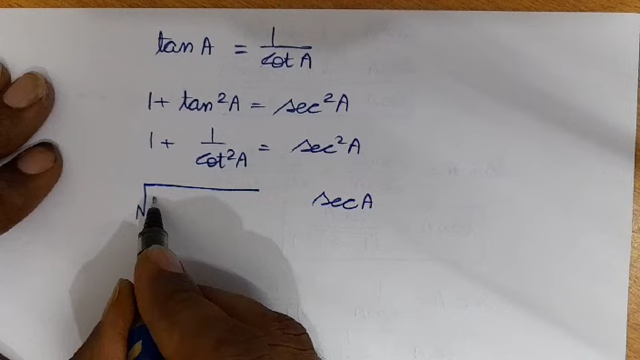 tan A = 1/cot A
1 + tan²A = sec²A
1 + 1/cot²A = sec²A
√ sec A